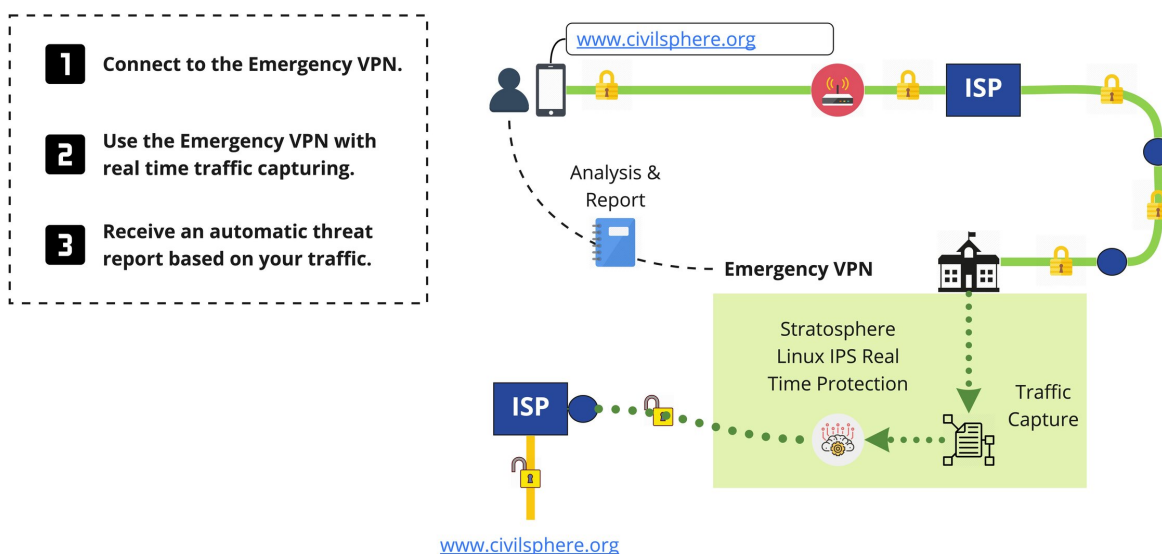 1
Connect to the Emergency VPN.
2
Use the Emergency VPN with
real time traffic capturing.
3
Receive an automatic threat
report based on your traffic.
www.civilsphere.org
ISP
Analysis &
Report
Emergency VPN
Stratosphere
Linux IPS Real
Time Protection
Traffic
Capture
ISP
www.civilsphere.org